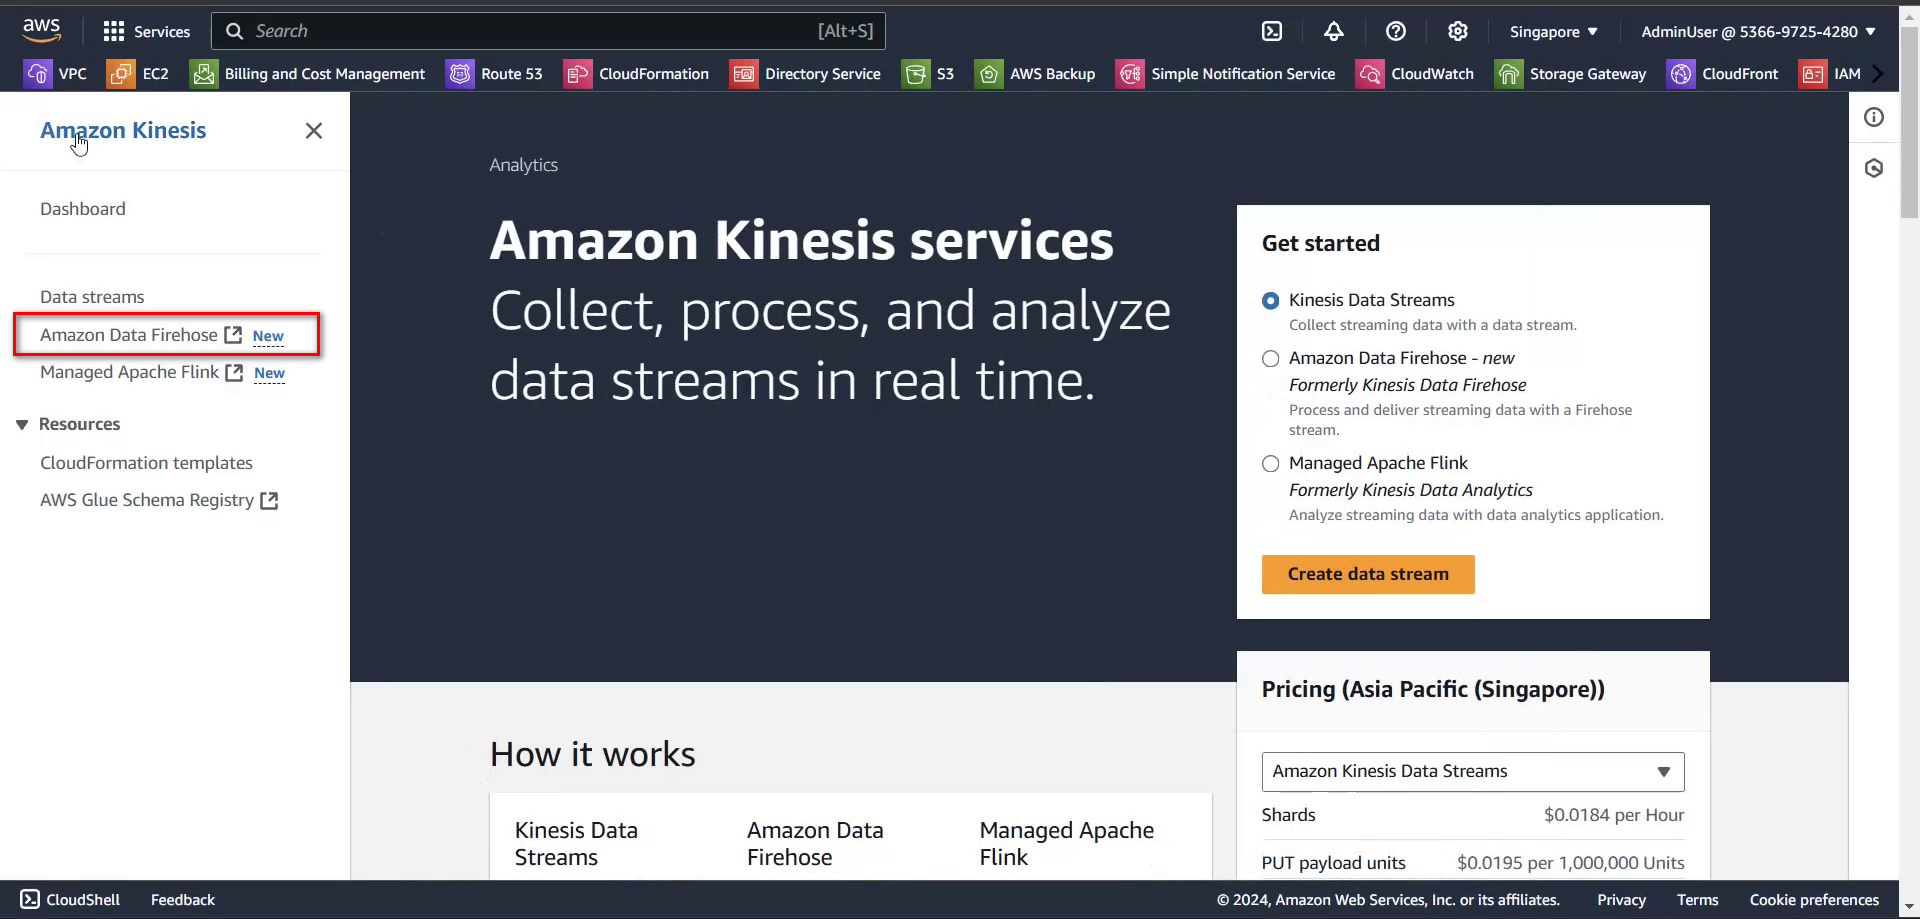 aws
Services
Search
[Alt+S]
Singapore
AdminUser @ 5366-9725-4280
VPC
EC2
Billing and Cost Management
Route 53
CloudFormation
Directory Service
S3
AWS Backup
Simple Notification Service
CloudWatch
Storage Gateway
CloudFront
IAM
Amazon Kinesis
Dashboard
Data streams
Amazon Data Firehose New
Managed Apache Flink New
Resources
CloudFormation templates
AWS Glue Schema Registry
Analytics
Amazon Kinesis services
Collect, process, and analyze
data streams in real time.
Get started
Kinesis Data Streams
Collect streaming data with a data stream.
Amazon Data Firehose - new
Formerly Kinesis Data Firehose
Process and deliver streaming data with a Firehose
stream.
Managed Apache Flink
Formerly Kinesis Data Analytics
Analyze streaming data with data analytics application.
Create data stream
Pricing (Asia Pacific (Singapore))
Amazon Kinesis Data Streams
Shards $0.0184 per Hour
PUT payload units $0.0195 per 1,000,000 Units
How it works
Kinesis Data
Streams
Amazon Data
Firehose
Managed Apache
Flink
CloudShell
Feedback
© 2024, Amazon Web Services, Inc. or its affiliates.
Privacy
Terms
Cookie preferences